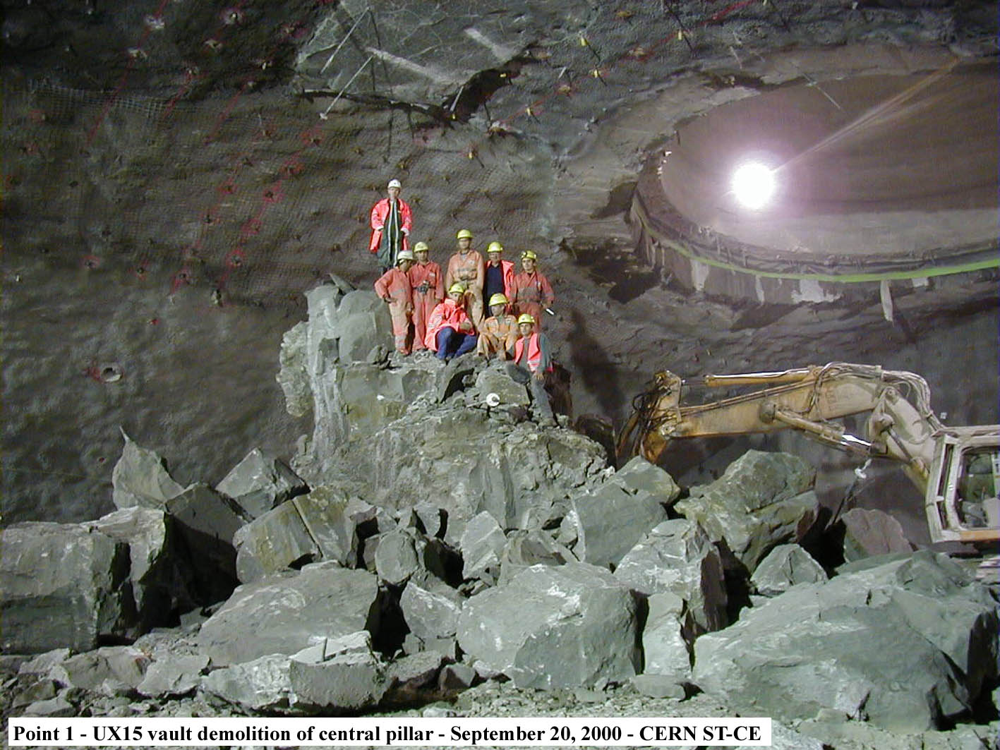 Point 1 - UX15 vault demolition of central pillar - September 20, 2000 - CERN ST-CE